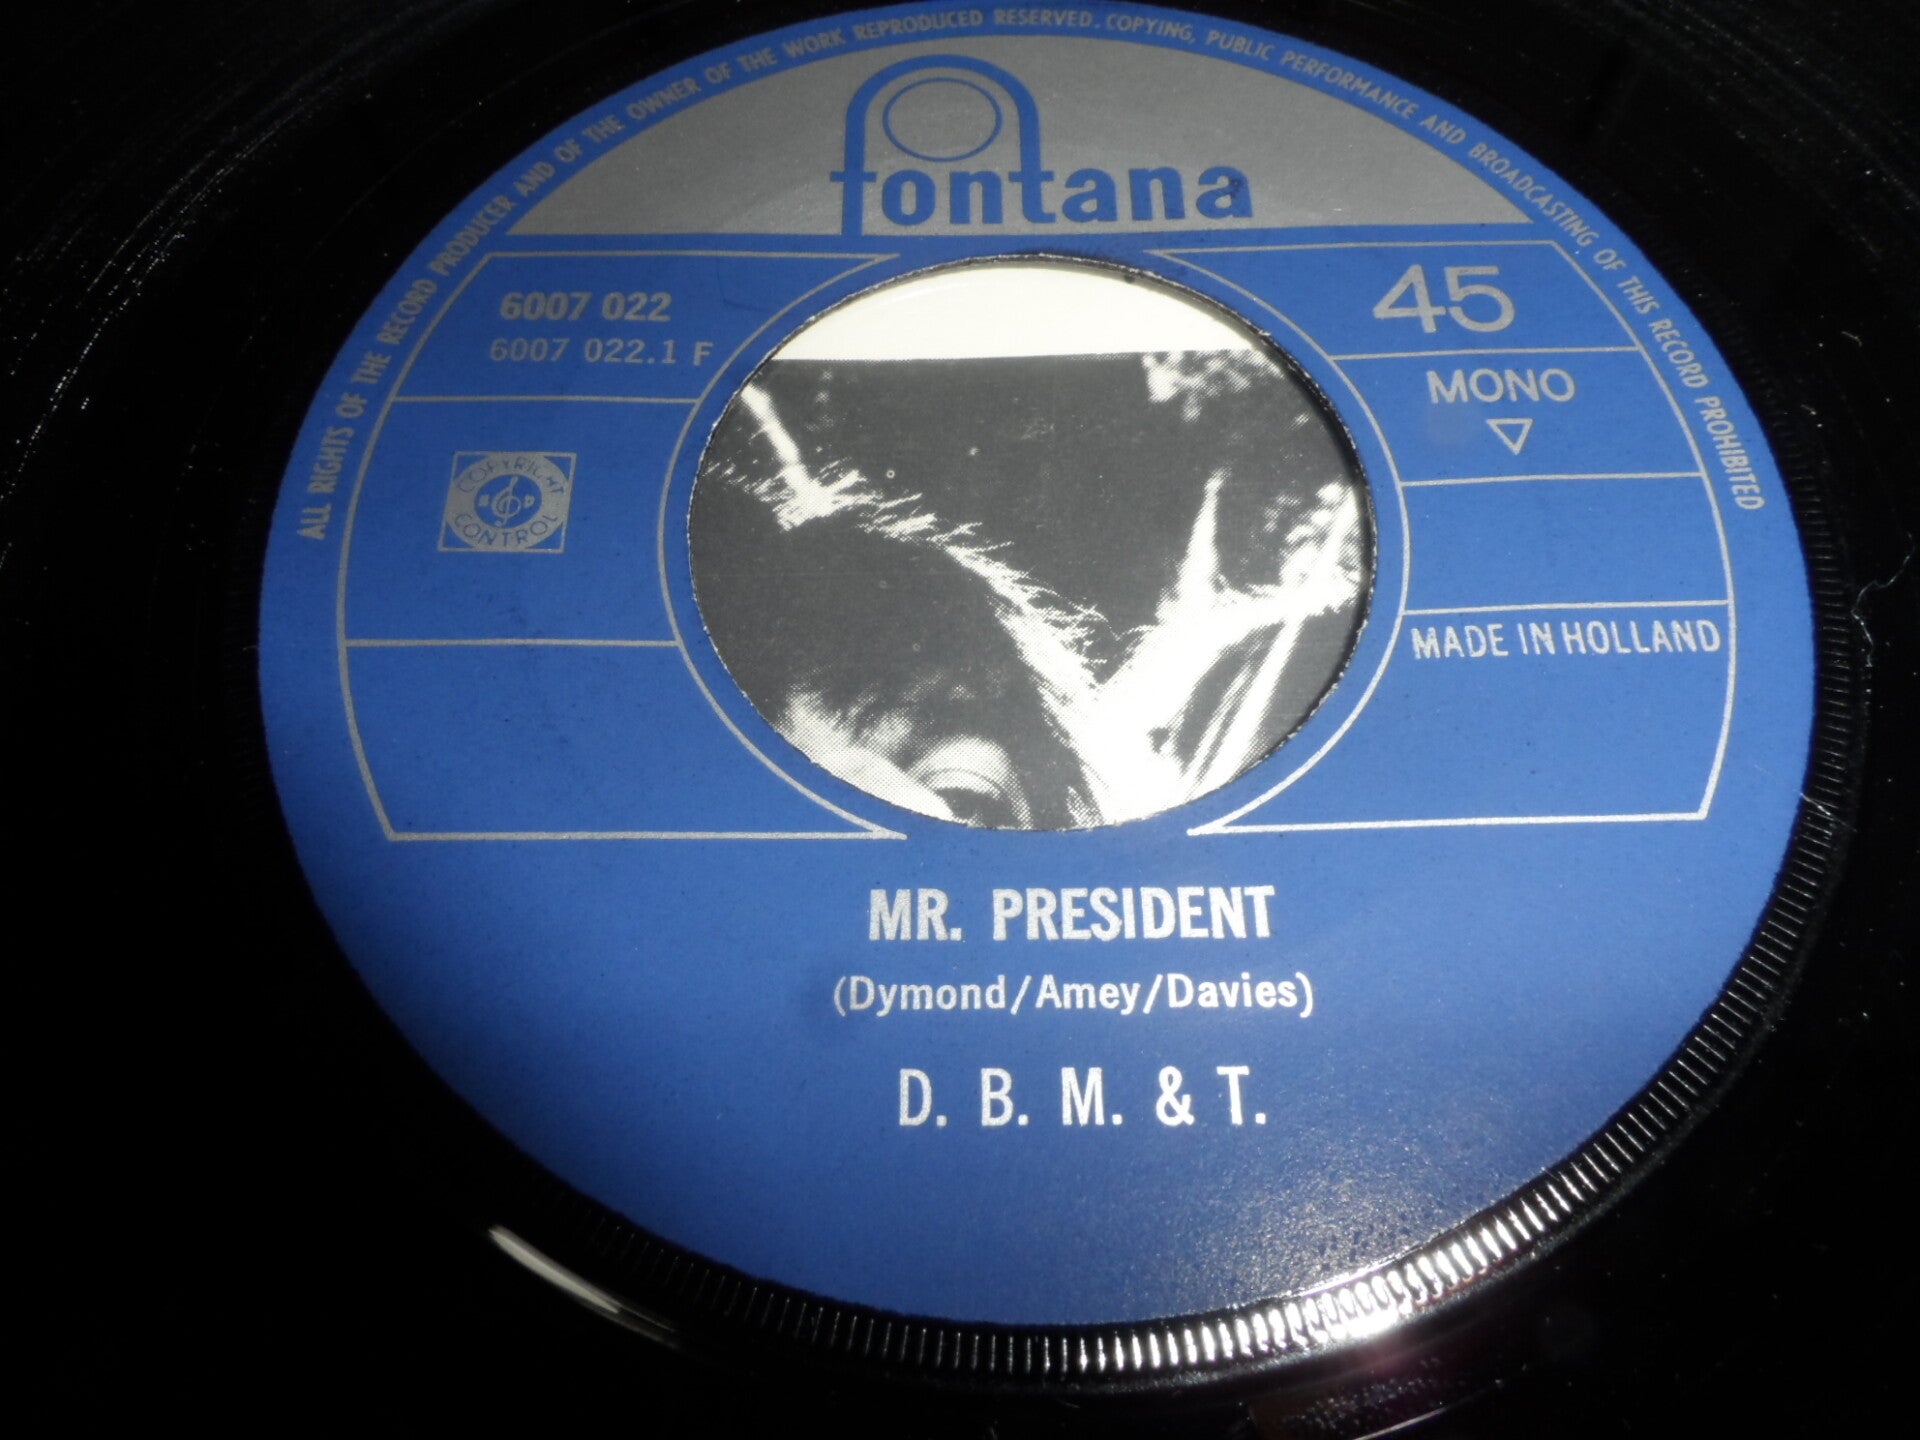 ALL RIGHTS OF THE RECORD PRODUCER AND OF THE OWNER OF THE WORK REPRODUCED RESERVED. COPYING, PUBLIC PERFORMANCE AND BROADCASTING OF THIS RECORD PROHIBITED
fontana
6007 022
6007 022.1 F
45
MONO
COPYRIGHT
CONTROL
MADE IN HOLLAND
MR. PRESIDENT
(Dymond/Amey/Davies)
D. B. M. & T.